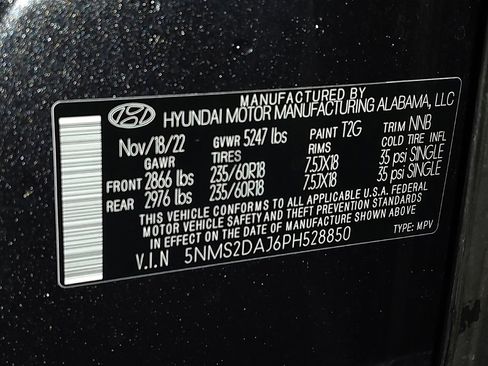 MANUFACTURED BY
HYUNDAI MOTOR MANUFACTURING ALABAMA, LLC
Nov/18/22 GVWR 5247 lbs PAINT T2G TRIM NNB
GAWR TIRES RIMS COLD TIRE INFL
FRONT 2866 lbs 235/60R18 7.5JX18 35 psi SINGLE
REAR 2976 lbs 235/60R18 7.5JX18 35 psi SINGLE
THIS VEHICLE CONFORMS TO ALL APPLICABLE U.S.A. FEDERAL
MOTOR VEHICLE SAFETY AND THEFT PREVENTION STANDARDS
IN EFFECT ON THE DATE OF MANUFACTURE SHOWN ABOVE
V.I.N 5NMS2DAJ6PH528850 TYPE: MPV